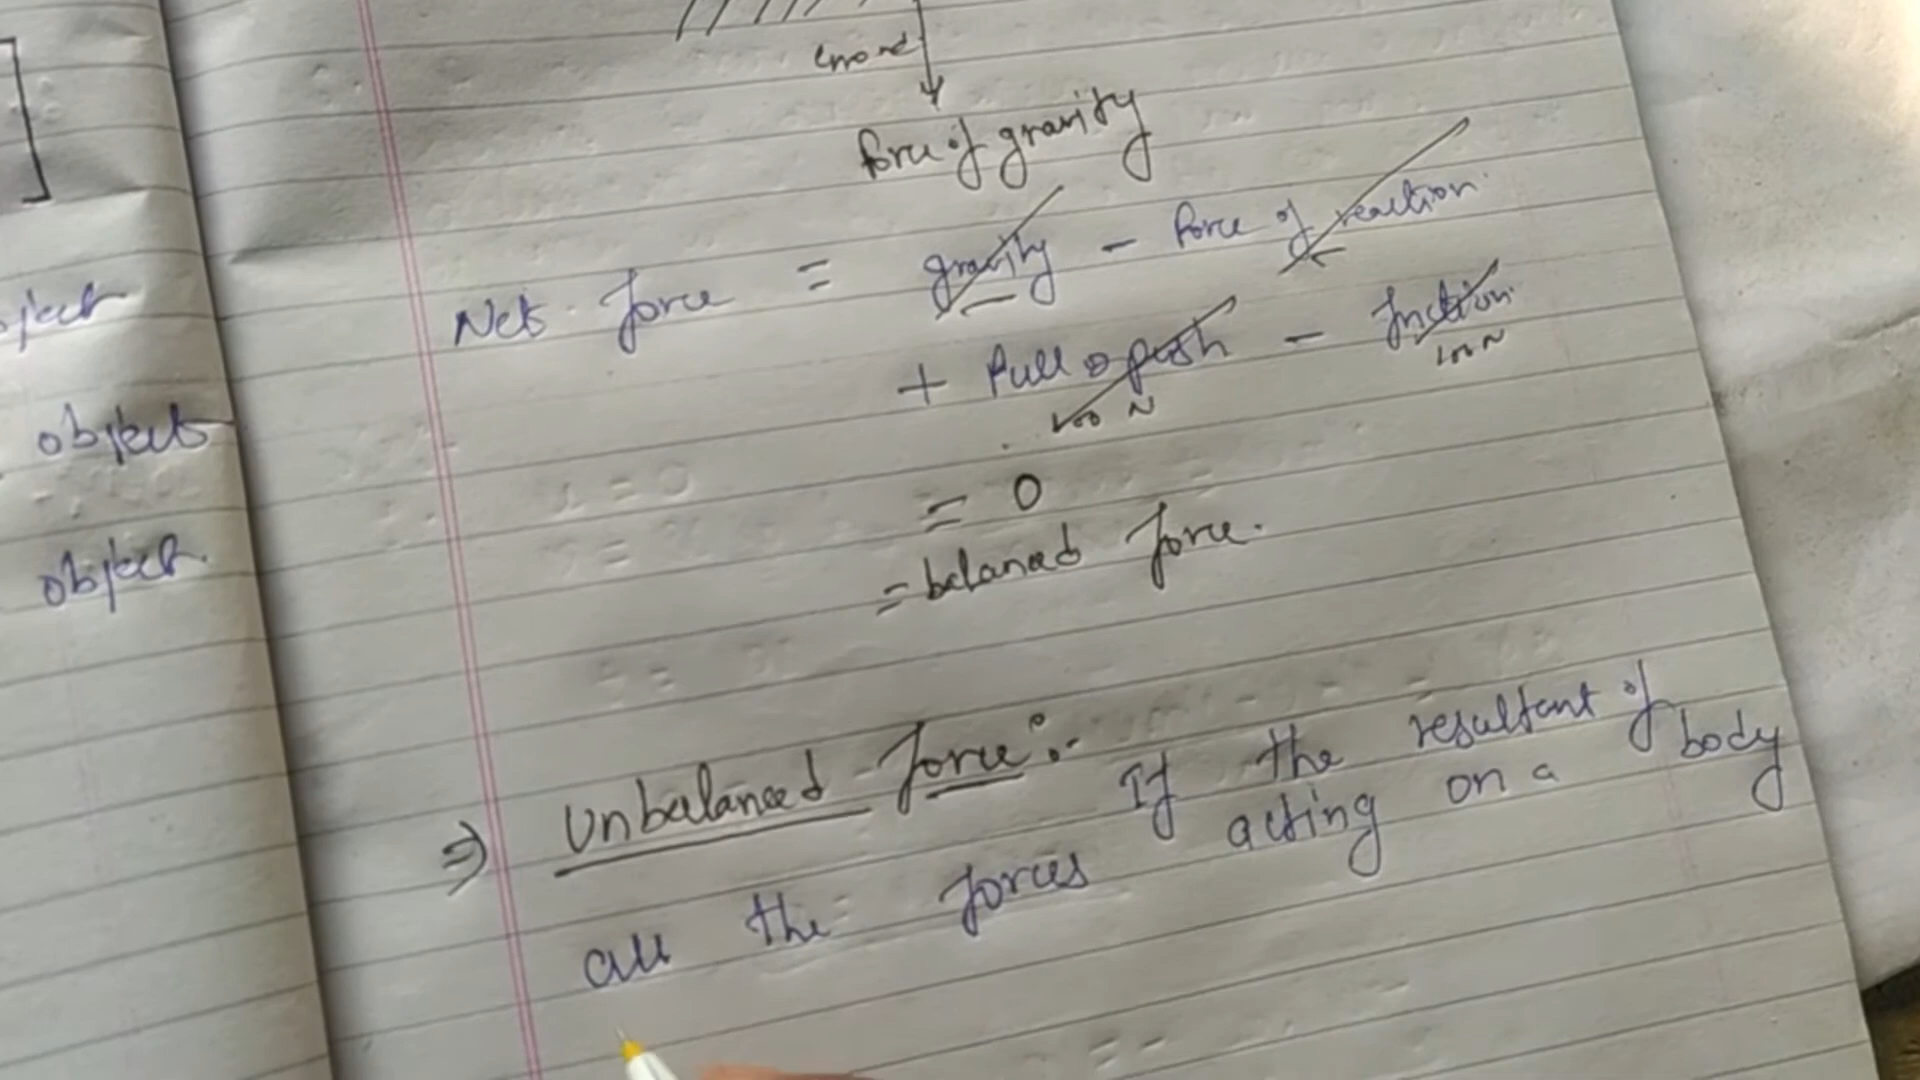 ground
force of gravity
Net force = gravity - force of reaction
+ Pull or push - friction
100 N 100 N
= 0
= balanced force.
⇒ Unbalanced force :- If the resultant of
all the forces acting on a body
object
object
object.